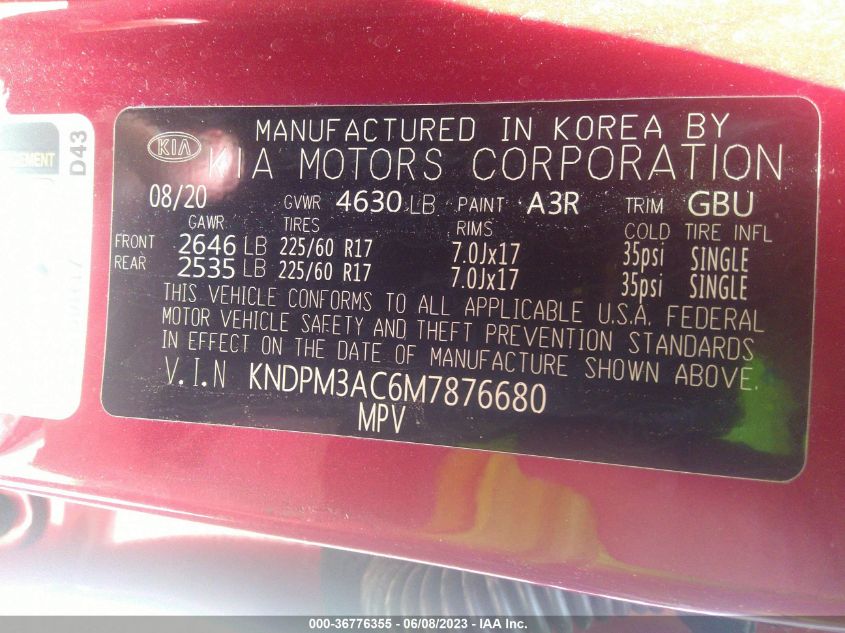 MANUFACTURED IN KOREA BY
KIA KIA MOTORS CORPORATION
08/20 GVWR 4630 LB PAINT A3R TRIM GBU
GAWR TIRES RIMS COLD TIRE INFL
FRONT 2646 LB 225/60 R17 7.0Jx17 35psi SINGLE
REAR 2535 LB 225/60 R17 7.0Jx17 35psi SINGLE
THIS VEHICLE CONFORMS TO ALL APPLICABLE U.S.A. FEDERAL
MOTOR VEHICLE SAFETY AND THEFT PREVENTION STANDARDS
IN EFFECT ON THE DATE OF MANUFACTURE SHOWN ABOVE.
V.I.N KNDPM3AC6M7876680
MPV
D43
000-36776355 - 06/08/2023 - IAA Inc.